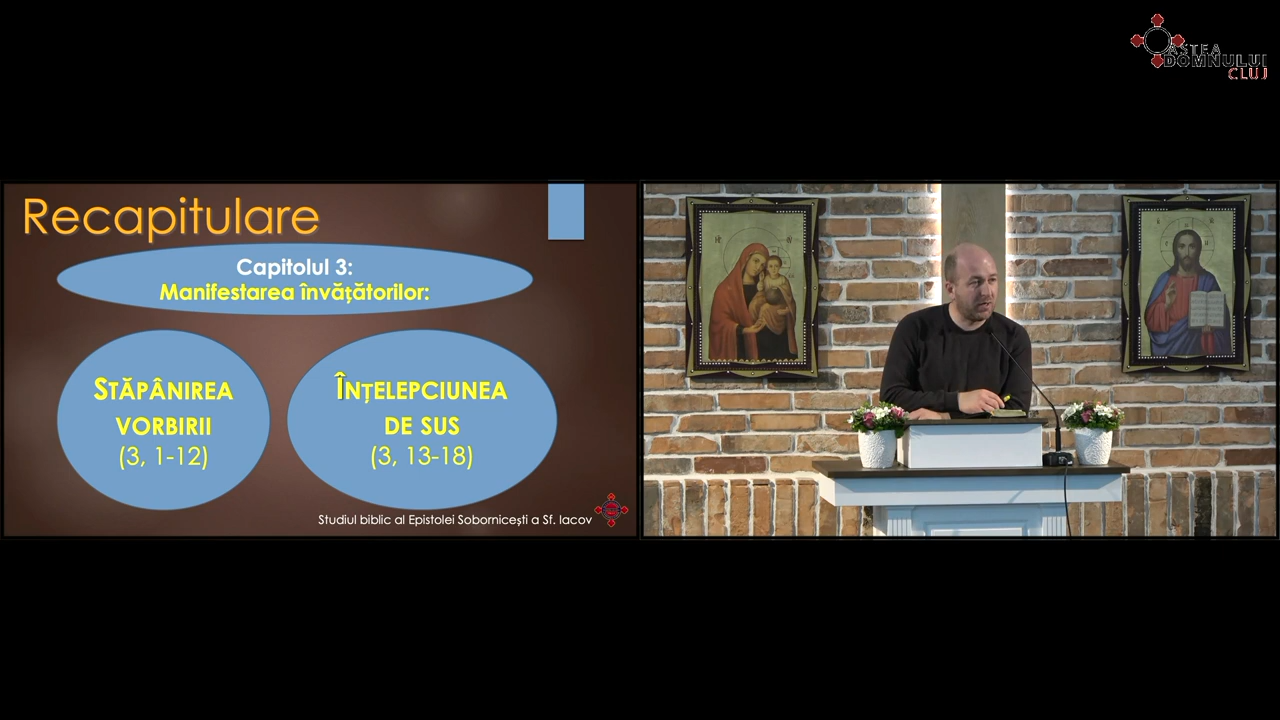 OASTEA
DOMNULUI
CLUJ
Recapitulare
Capitolul 3:
Manifestarea învățătorilor:
STĂPÂNIREA
VORBIRII
(3, 1-12)
ÎNȚELEPCIUNEA
DE SUS
(3, 13-18)
Studiul biblic al Epistolei Sobornicești a Sf. Iacov